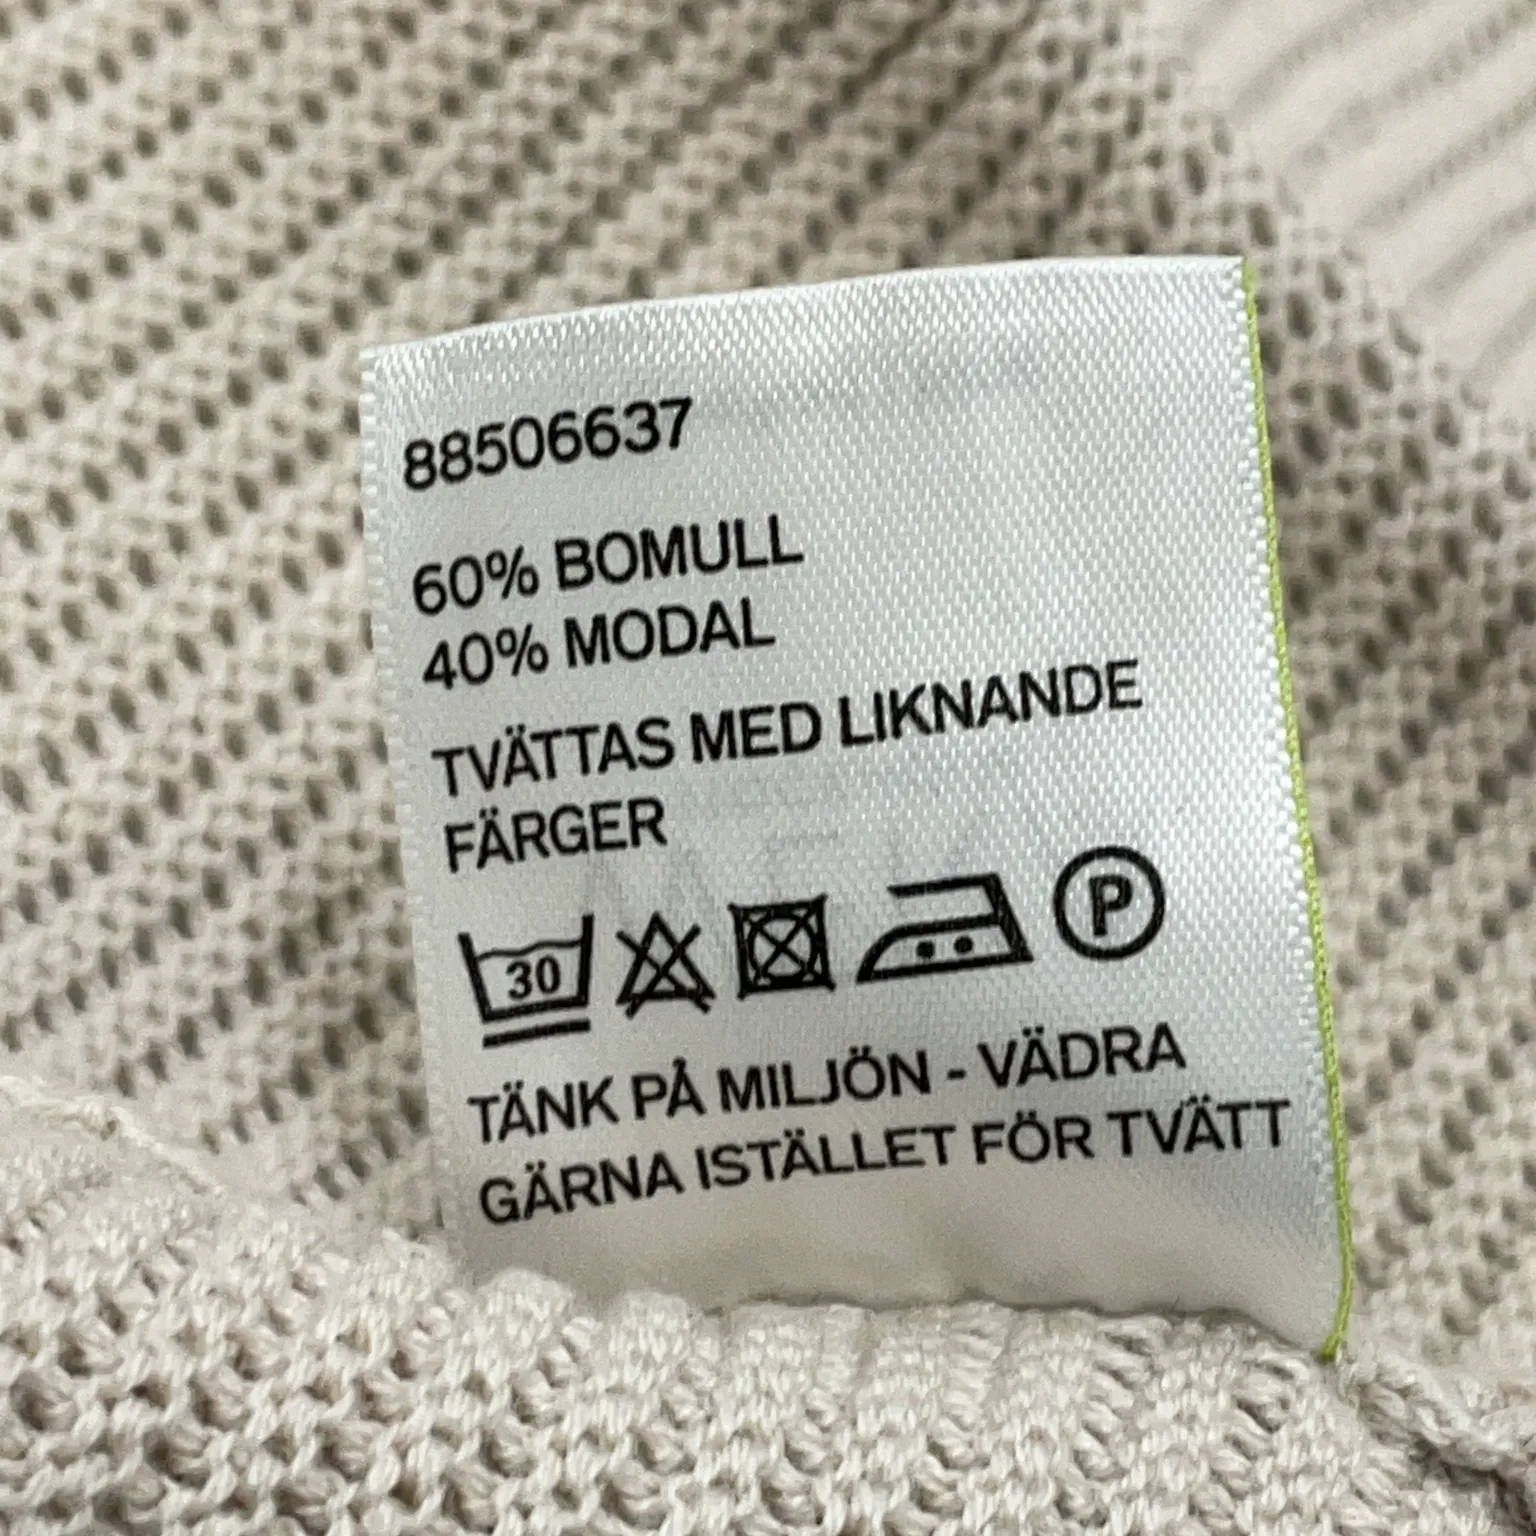 88506637
60% BOMULL
40% MODAL
TVÄTTAS MED LIKNANDE
FÄRGER
30 P
TÄNK PÅ MILJÖN - VÄDRA
GÄRNA ISTÄLLET FÖR TVÄTT